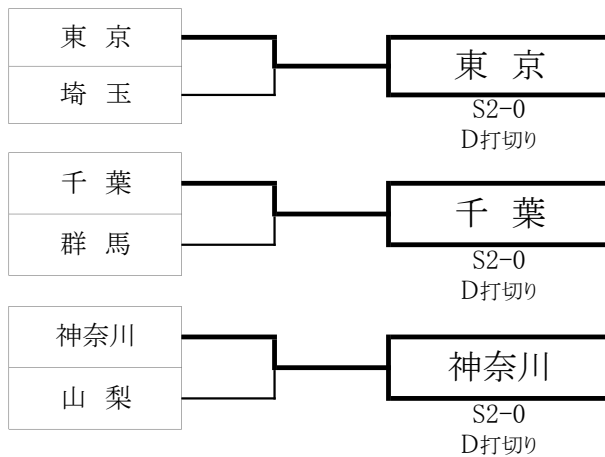 東 京
埼 玉
東 京
S2-0
D打切り
千 葉
群 馬
千 葉
S2-0
D打切り
神奈川
山 梨
神奈川
S2-0
D打切り